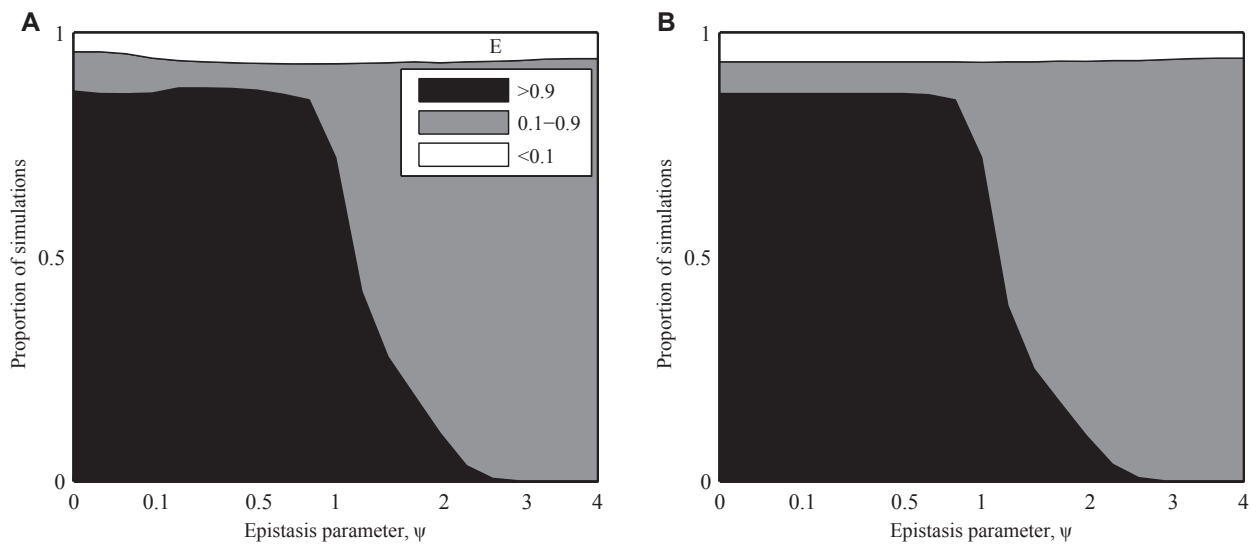 A
B
1
E
>0.9
0.1−0.9
<0.1
0.5
0
Proportion of simulations
0 0.1 0.5 1 2 3 4
Epistasis parameter, ψ
1
0.5
0
Proportion of simulations
0 0.1 0.5 1 2 3 4
Epistasis parameter, ψ